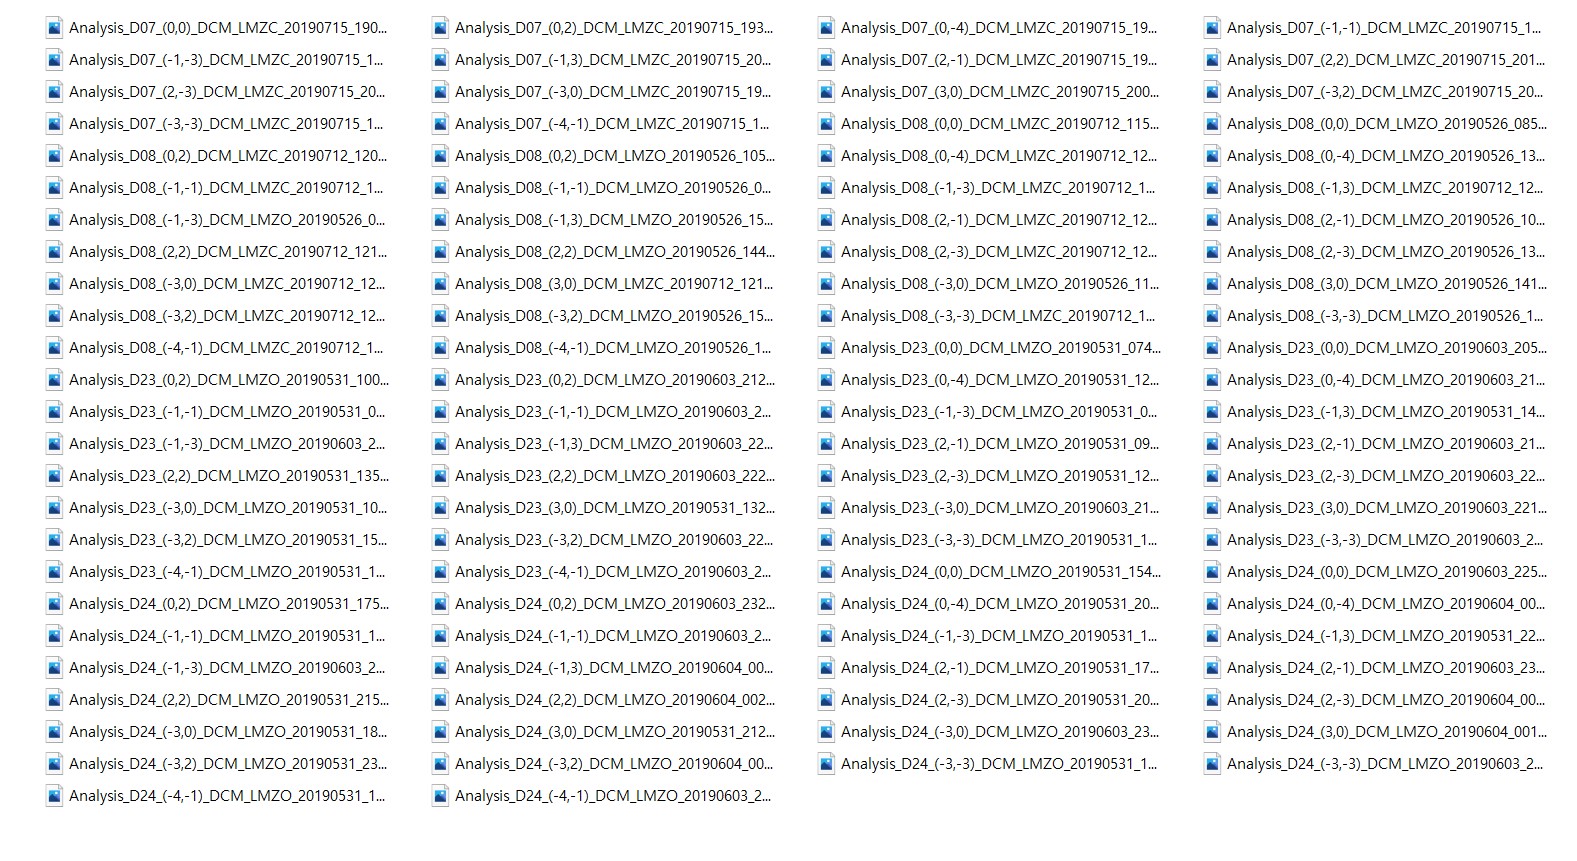 Analysis_D07_(0,0)_DCM_LMZC_20190715_190... Analysis_D07_(0,2)_DCM_LMZC_20190715_193... Analysis_D07_(0,-4)_DCM_LMZC_20190715_19... Analysis_D07_(-1,-1)_DCM_LMZC_20190715_1...
Analysis_D07_(-1,-3)_DCM_LMZC_20190715_1... Analysis_D07_(-1,3)_DCM_LMZC_20190715_20... Analysis_D07_(2,-1)_DCM_LMZC_20190715_19... Analysis_D07_(2,2)_DCM_LMZC_20190715_201...
Analysis_D07_(2,-3)_DCM_LMZC_20190715_20... Analysis_D07_(-3,0)_DCM_LMZC_20190715_19... Analysis_D07_(3,0)_DCM_LMZC_20190715_200... Analysis_D07_(-3,2)_DCM_LMZC_20190715_20...
Analysis_D07_(-3,-3)_DCM_LMZC_20190715_1... Analysis_D07_(-4,-1)_DCM_LMZC_20190715_1... Analysis_D08_(0,0)_DCM_LMZC_20190712_115... Analysis_D08_(0,0)_DCM_LMZO_20190526_085...
Analysis_D08_(0,2)_DCM_LMZC_20190712_120... Analysis_D08_(0,2)_DCM_LMZO_20190526_105... Analysis_D08_(0,-4)_DCM_LMZC_20190712_12... Analysis_D08_(0,-4)_DCM_LMZO_20190526_13...
Analysis_D08_(-1,-1)_DCM_LMZC_20190712_1... Analysis_D08_(-1,-1)_DCM_LMZO_20190526_0... Analysis_D08_(-1,-3)_DCM_LMZC_20190712_1... Analysis_D08_(-1,3)_DCM_LMZC_20190712_12...
Analysis_D08_(-1,-3)_DCM_LMZO_20190526_0... Analysis_D08_(-1,3)_DCM_LMZO_20190526_15... Analysis_D08_(2,-1)_DCM_LMZC_20190712_12... Analysis_D08_(2,-1)_DCM_LMZO_20190526_10...
Analysis_D08_(2,2)_DCM_LMZC_20190712_121... Analysis_D08_(2,2)_DCM_LMZO_20190526_144... Analysis_D08_(2,-3)_DCM_LMZC_20190712_12... Analysis_D08_(2,-3)_DCM_LMZO_20190526_13...
Analysis_D08_(-3,0)_DCM_LMZC_20190712_12... Analysis_D08_(3,0)_DCM_LMZC_20190712_121... Analysis_D08_(-3,0)_DCM_LMZO_20190526_11... Analysis_D08_(3,0)_DCM_LMZO_20190526_141...
Analysis_D08_(-3,2)_DCM_LMZC_20190712_12... Analysis_D08_(-3,2)_DCM_LMZO_20190526_15... Analysis_D08_(-3,-3)_DCM_LMZC_20190712_1... Analysis_D08_(-3,-3)_DCM_LMZO_20190526_1...
Analysis_D08_(-4,-1)_DCM_LMZC_20190712_1... Analysis_D08_(-4,-1)_DCM_LMZO_20190526_1... Analysis_D23_(0,0)_DCM_LMZO_20190531_074... Analysis_D23_(0,0)_DCM_LMZO_20190603_205...
Analysis_D23_(0,2)_DCM_LMZO_20190531_100... Analysis_D23_(0,2)_DCM_LMZO_20190603_212... Analysis_D23_(0,-4)_DCM_LMZO_20190531_12... Analysis_D23_(0,-4)_DCM_LMZO_20190603_21...
Analysis_D23_(-1,-1)_DCM_LMZO_20190531_0... Analysis_D23_(-1,-1)_DCM_LMZO_20190603_2... Analysis_D23_(-1,-3)_DCM_LMZO_20190531_0... Analysis_D23_(-1,3)_DCM_LMZO_20190531_14...
Analysis_D23_(-1,-3)_DCM_LMZO_20190603_2... Analysis_D23_(-1,3)_DCM_LMZO_20190603_22... Analysis_D23_(2,-1)_DCM_LMZO_20190531_09... Analysis_D23_(2,-1)_DCM_LMZO_20190603_21...
Analysis_D23_(2,2)_DCM_LMZO_20190531_135... Analysis_D23_(2,2)_DCM_LMZO_20190603_222... Analysis_D23_(2,-3)_DCM_LMZO_20190531_12... Analysis_D23_(2,-3)_DCM_LMZO_20190603_22...
Analysis_D23_(-3,0)_DCM_LMZO_20190531_10... Analysis_D23_(3,0)_DCM_LMZO_20190531_132... Analysis_D23_(-3,0)_DCM_LMZO_20190603_21... Analysis_D23_(3,0)_DCM_LMZO_20190603_221...
Analysis_D23_(-3,2)_DCM_LMZO_20190531_15... Analysis_D23_(-3,2)_DCM_LMZO_20190603_22... Analysis_D23_(-3,-3)_DCM_LMZO_20190531_1... Analysis_D23_(-3,-3)_DCM_LMZO_20190603_2...
Analysis_D23_(-4,-1)_DCM_LMZO_20190531_1... Analysis_D23_(-4,-1)_DCM_LMZO_20190603_2... Analysis_D24_(0,0)_DCM_LMZO_20190531_154... Analysis_D24_(0,0)_DCM_LMZO_20190603_225...
Analysis_D24_(0,2)_DCM_LMZO_20190531_175... Analysis_D24_(0,2)_DCM_LMZO_20190603_232... Analysis_D24_(0,-4)_DCM_LMZO_20190531_20... Analysis_D24_(0,-4)_DCM_LMZO_20190604_00...
Analysis_D24_(-1,-1)_DCM_LMZO_20190531_1... Analysis_D24_(-1,-1)_DCM_LMZO_20190603_2... Analysis_D24_(-1,-3)_DCM_LMZO_20190531_1... Analysis_D24_(-1,3)_DCM_LMZO_20190531_22...
Analysis_D24_(-1,-3)_DCM_LMZO_20190603_2... Analysis_D24_(-1,3)_DCM_LMZO_20190604_00... Analysis_D24_(2,-1)_DCM_LMZO_20190531_17... Analysis_D24_(2,-1)_DCM_LMZO_20190603_23...
Analysis_D24_(2,2)_DCM_LMZO_20190531_215... Analysis_D24_(2,2)_DCM_LMZO_20190604_002... Analysis_D24_(2,-3)_DCM_LMZO_20190531_20... Analysis_D24_(2,-3)_DCM_LMZO_20190604_00...
Analysis_D24_(-3,0)_DCM_LMZO_20190531_18... Analysis_D24_(3,0)_DCM_LMZO_20190531_212... Analysis_D24_(-3,0)_DCM_LMZO_20190603_23... Analysis_D24_(3,0)_DCM_LMZO_20190604_001...
Analysis_D24_(-3,2)_DCM_LMZO_20190531_23... Analysis_D24_(-3,2)_DCM_LMZO_20190604_00... Analysis_D24_(-3,-3)_DCM_LMZO_20190531_1... Analysis_D24_(-3,-3)_DCM_LMZO_20190603_2...
Analysis_D24_(-4,-1)_DCM_LMZO_20190531_1... Analysis_D24_(-4,-1)_DCM_LMZO_20190603_2...